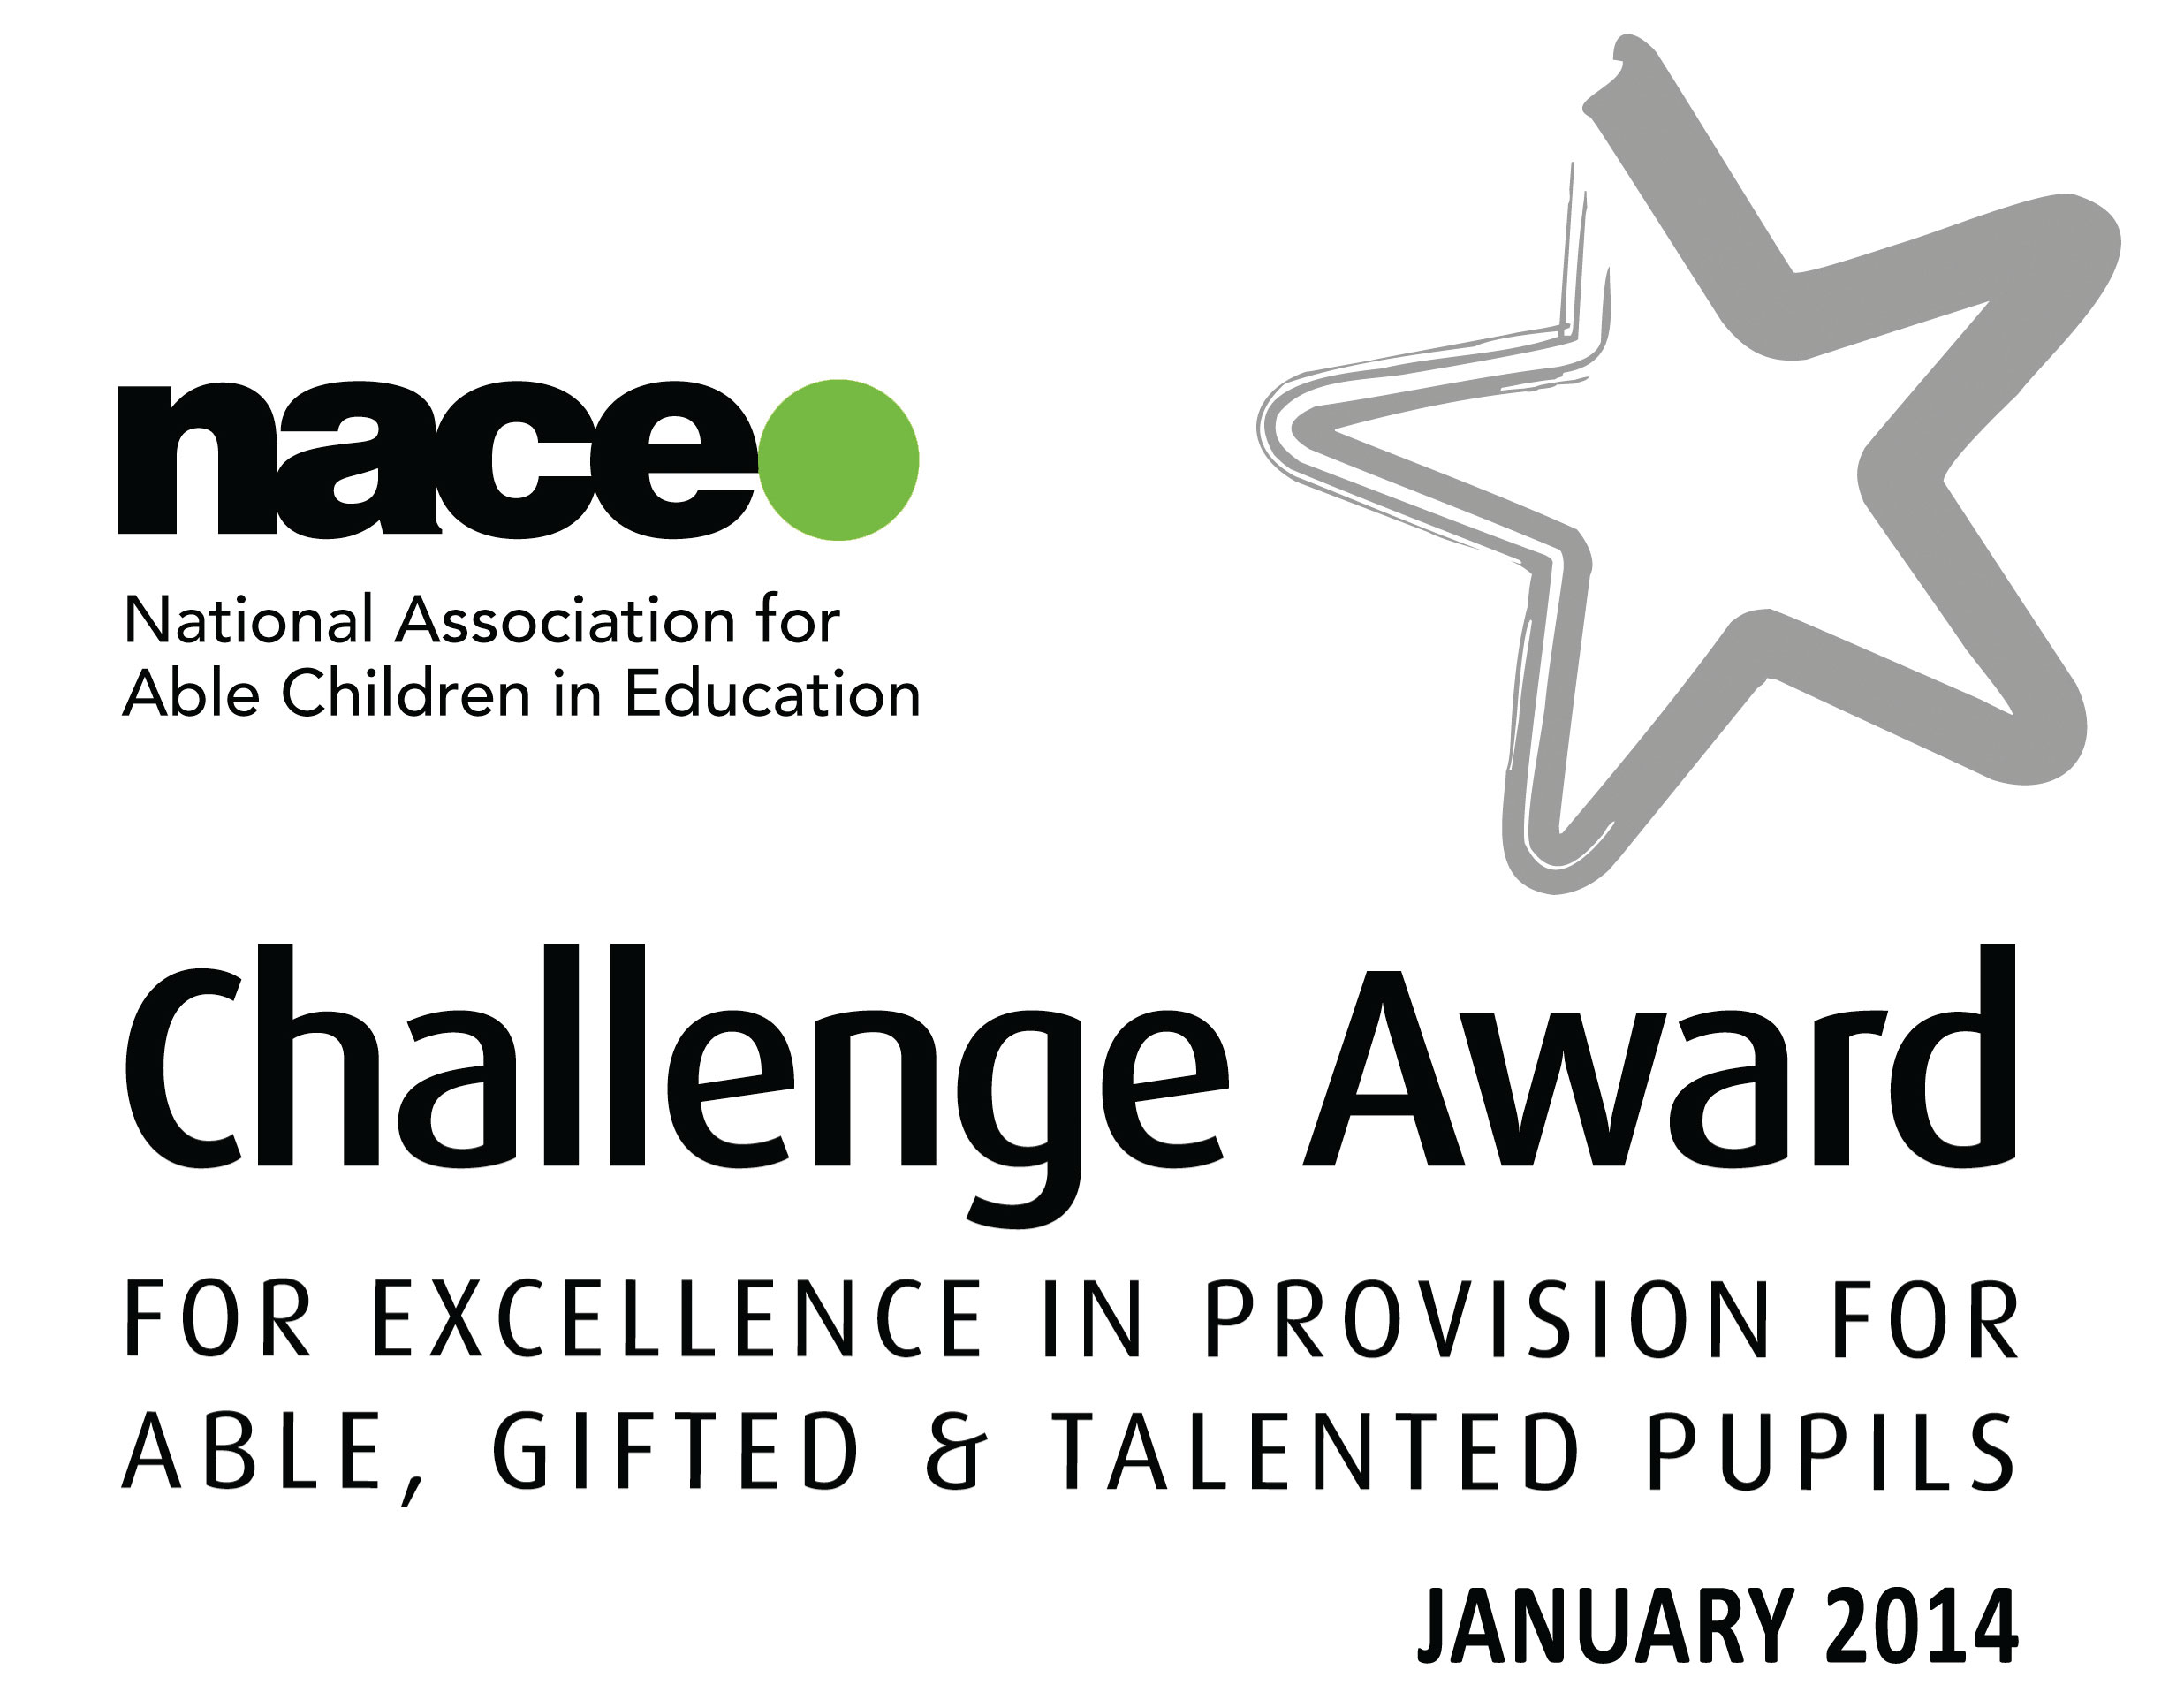 nace
National Association for
Able Children in Education
Challenge Award
FOR EXCELLENCE IN PROVISION FOR
ABLE, GIFTED & TALENTED PUPILS
JANUARY 2014